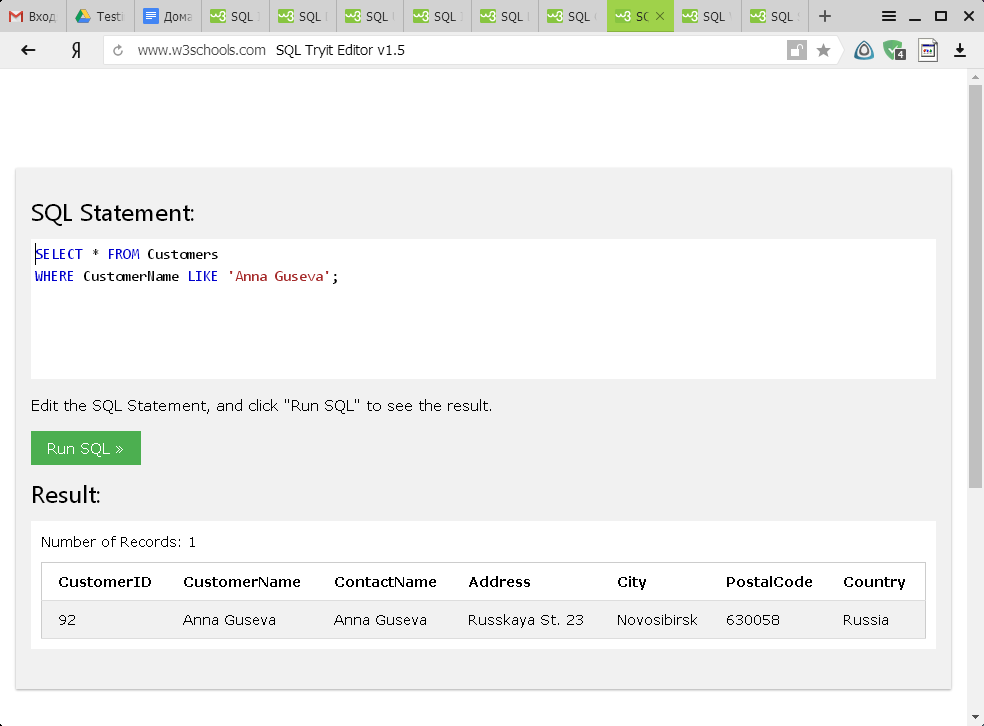 Вход Testi Дома SQL SQL SQL SQL SQL SQL SC SQL SQL
Я www.w3schools.com SQL Tryit Editor v1.5 4
SQL Statement:
SELECT * FROM Customers
WHERE CustomerName LIKE 'Anna Guseva';
Edit the SQL Statement, and click "Run SQL" to see the result.
Run SQL »
Result:
Number of Records: 1
CustomerID CustomerName ContactName Address City PostalCode Country
92 Anna Guseva Anna Guseva Russkaya St. 23 Novosibirsk 630058 Russia